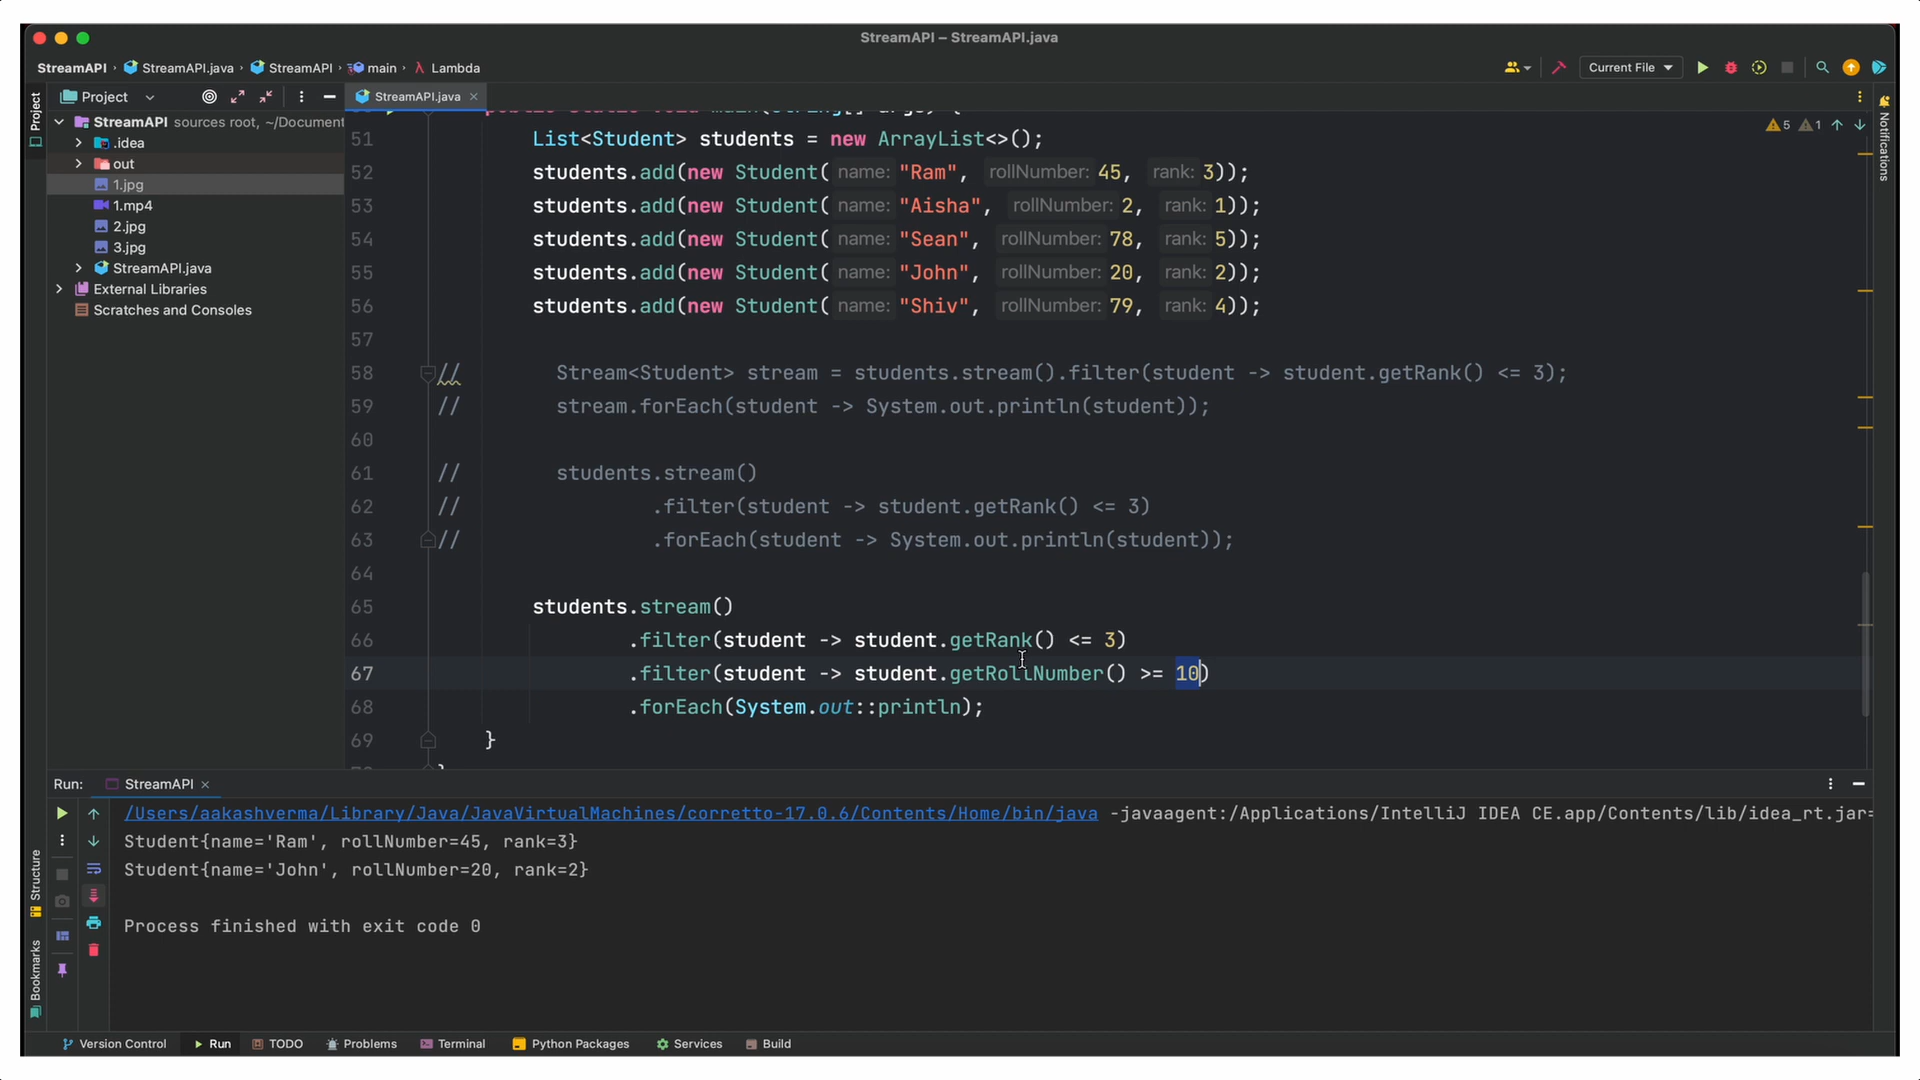 StreamAPI – StreamAPI.java
StreamAPI › StreamAPI.java › StreamAPI › main › λ Lambda
Current File
Project
Project
StreamAPI.java ×
StreamAPI sources root, ~/Document
.idea
out
1.jpg
1.mp4
2.jpg
3.jpg
StreamAPI.java
External Libraries
Scratches and Consoles
Notifications
5 1
51 List<Student> students = new ArrayList<>();
52 students.add(new Student( name: "Ram", rollNumber: 45, rank: 3));
53 students.add(new Student( name: "Aisha", rollNumber: 2, rank: 1));
54 students.add(new Student( name: "Sean", rollNumber: 78, rank: 5));
55 students.add(new Student( name: "John", rollNumber: 20, rank: 2));
56 students.add(new Student( name: "Shiv", rollNumber: 79, rank: 4));
57
58 // Stream<Student> stream = students.stream().filter(student -> student.getRank() <= 3);
59 // stream.forEach(student -> System.out.println(student));
60
61 // students.stream()
62 // .filter(student -> student.getRank() <= 3)
63 // .forEach(student -> System.out.println(student));
64
65 students.stream()
66 .filter(student -> student.getRank() <= 3)
67 .filter(student -> student.getRollNumber() >= 10)
68 .forEach(System.out::println);
69 }
Run: StreamAPI ×
/Users/aakashverma/Library/Java/JavaVirtualMachines/corretto-17.0.6/Contents/Home/bin/java -javaagent:/Applications/IntelliJ IDEA CE.app/Contents/lib/idea_rt.jar=
Student{name='Ram', rollNumber=45, rank=3}
Student{name='John', rollNumber=20, rank=2}
Process finished with exit code 0
Structure
Bookmarks
Version Control Run TODO Problems Terminal Python Packages Services Build